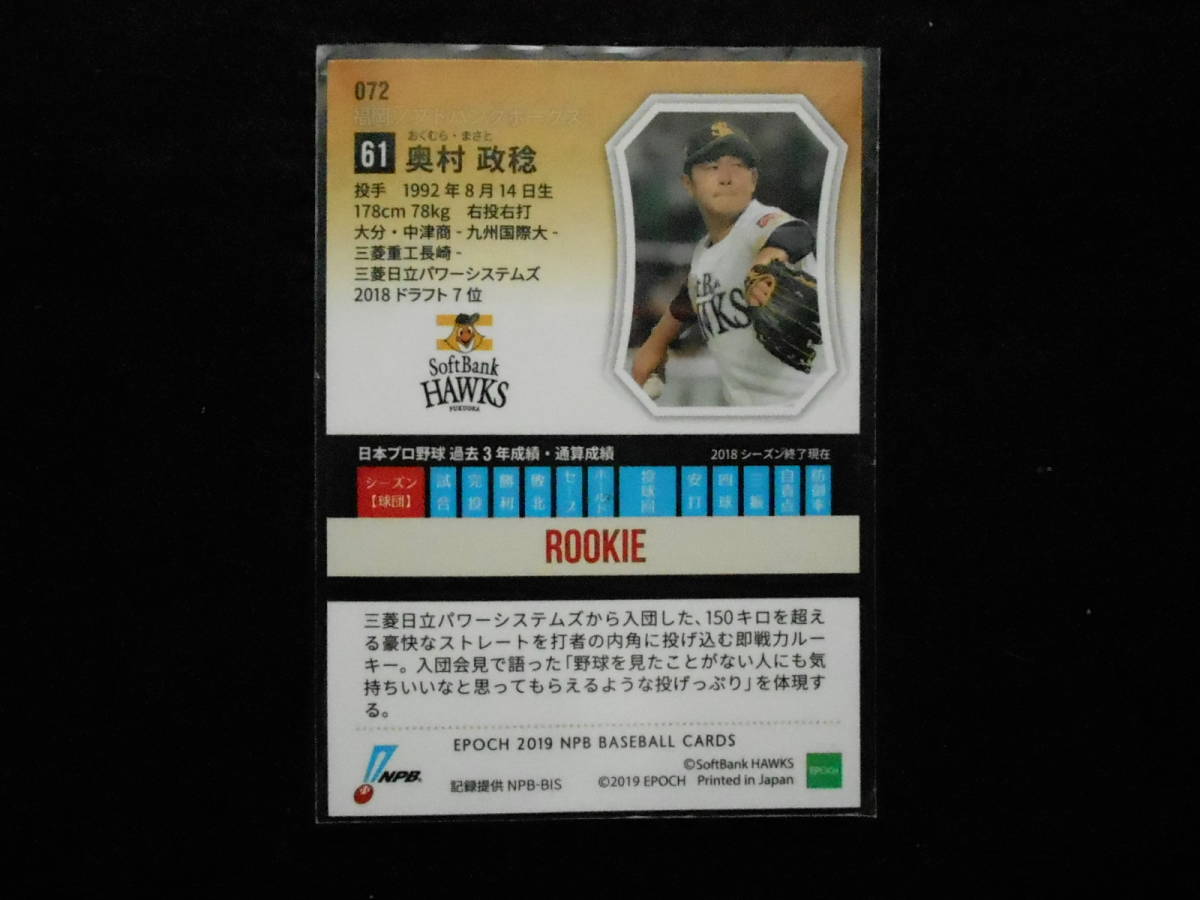 072
福岡ソフトバンクホークス
おくむら・まさと
61 奥村 政稔
投手 1992年8月14日生
178cm 78kg 右投右打
大分・中津商 - 九州国際大 -
三菱重工長崎 -
三菱日立パワーシステムズ
2018ドラフト7位
SoftBank
HAWKS
FUKUOKA
HAWKS
日本プロ野球 過去3年成績・通算成績 2018シーズン終了現在
シーズン【球団】 試合 完投 勝利 敗北 セーブ ホールド 投球回 安打 四球 三振 自責点 防御率
ROOKIE
三菱日立パワーシステムズから入団した、150キロを超え
る豪快なストレートを打者の内角に投げ込む即戦力ルー
キー。入団会見で語った「野球を見たことがない人にも気
持ちいいなと思ってもらえるような投げっぷり」を体現す
る。
EPOCH 2019 NPB BASEBALL CARDS
NPB
記録提供 NPB-BIS
©SoftBank HAWKS
©2019 EPOCH Printed in Japan
EPOCH